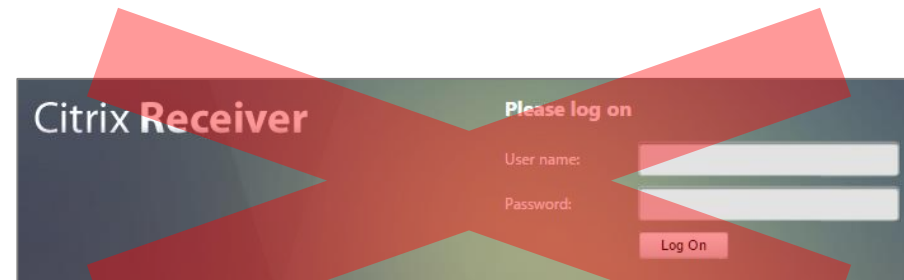 Citrix Receiver
Please log on
User name:
Password:
Log On